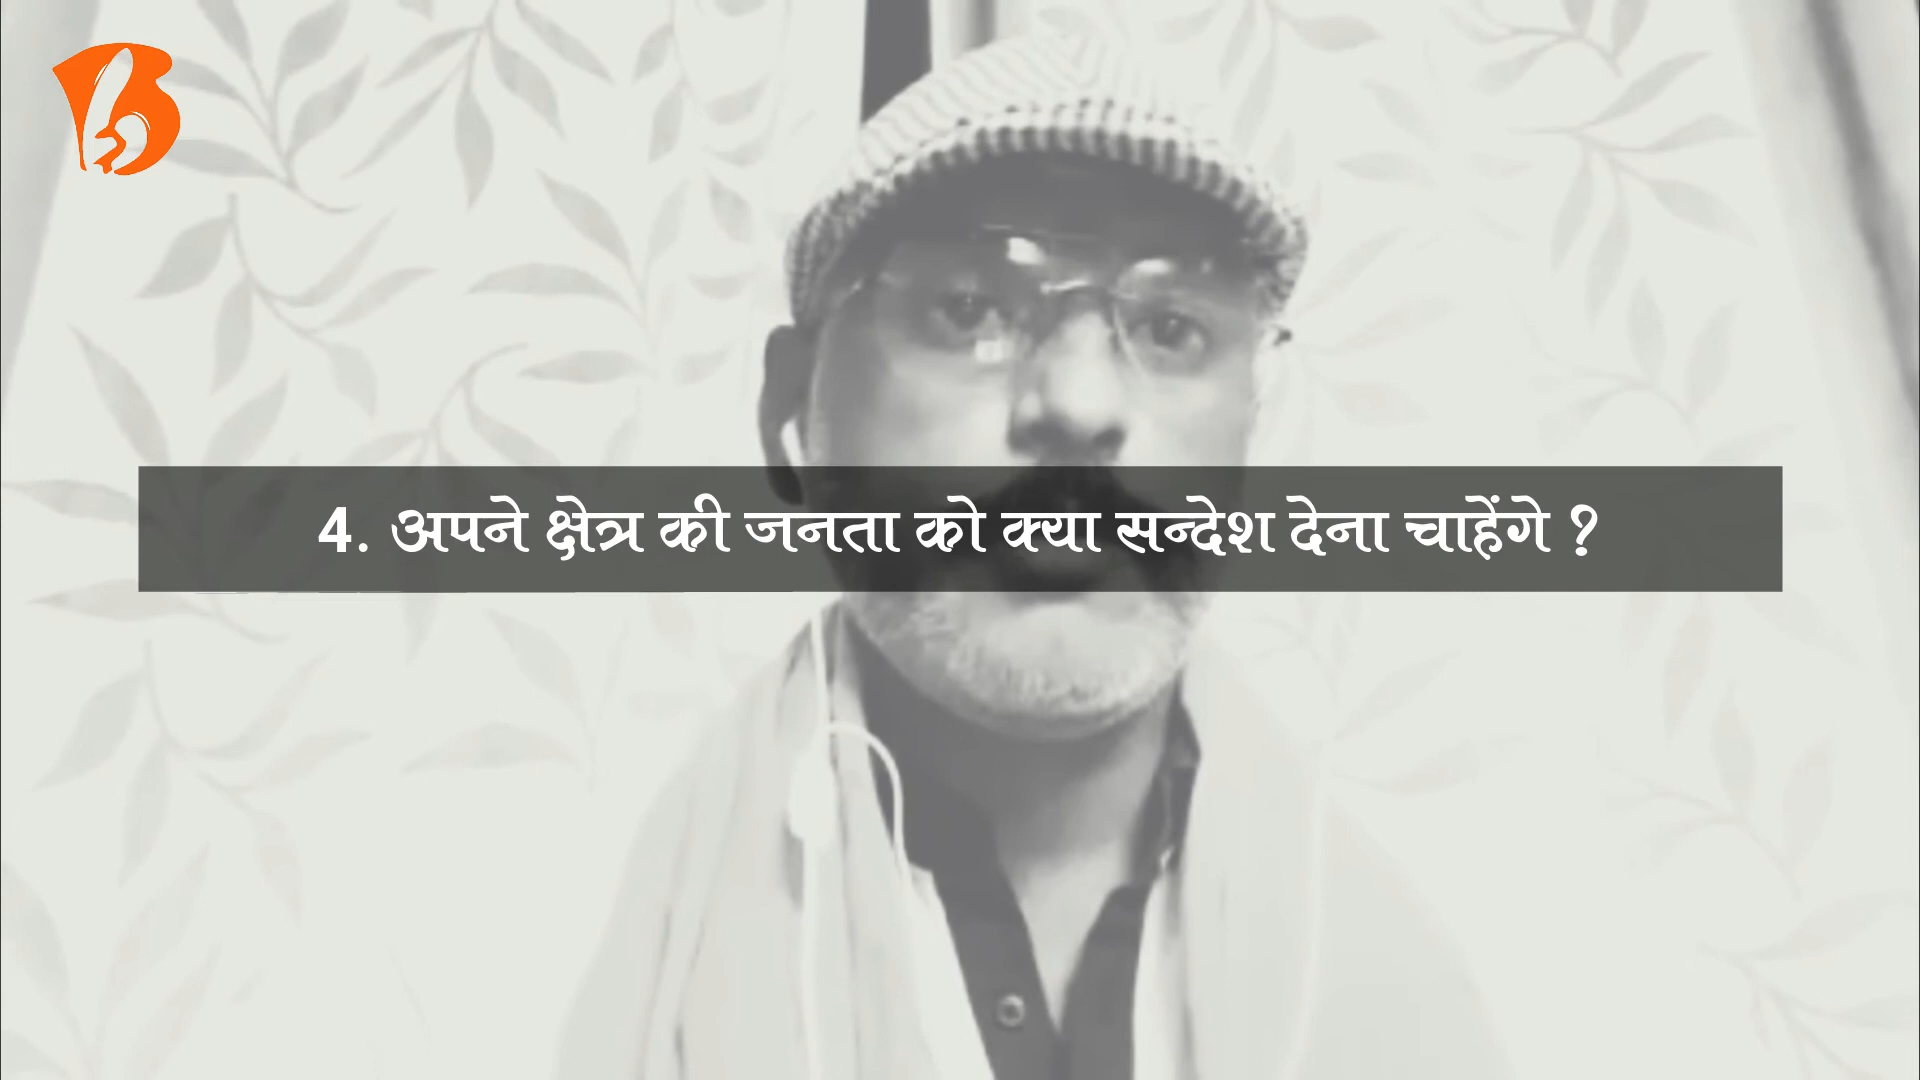 4. अपने क्षेत्र की जनता को क्या सन्देश देना चाहेंगे ?